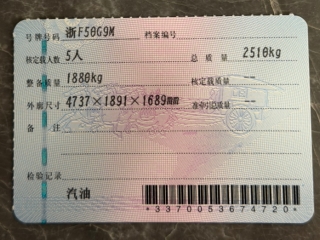 号牌号码 浙F50G9M 档案编号
核定载人数 5人 总质量 2510kg
整备质量 1880kg 核定载质量 --
外廓尺寸 4737×1891×1689mm 准牵引总质量 --
备注
检验记录
汽油
*3370053674720*